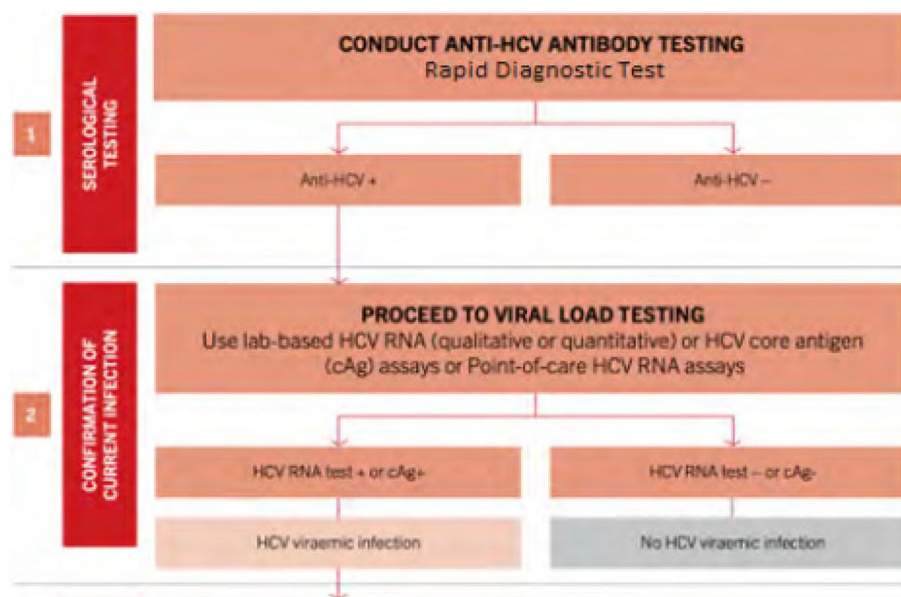 CONDUCT ANTI-HCV ANTIBODY TESTING
Rapid Diagnostic Test
1
SEROLOGICAL
TESTING
Anti-HCV +
Anti-HCV –
2
CONFIRMATION OF
CURRENT INFECTION
PROCEED TO VIRAL LOAD TESTING
Use lab-based HCV RNA (qualitative or quantitative) or HCV core antigen
(cAg) assays or Point-of-care HCV RNA assays
HCV RNA test + or cAg+
HCV RNA test – or cAg-
HCV viraemic infection
No HCV viraemic infection